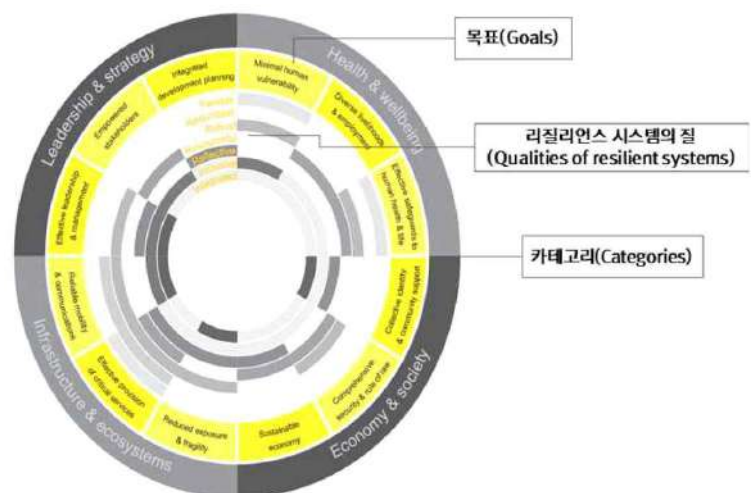 목표(Goals)
리질리언스 시스템의 질
(Qualities of resilient systems)
카테고리(Categories)
Leadership & strategy
Health & wellbeing
Economy & society
Infrastructure & ecosystems
Minimal human
vulnerability
Diverse livelihoods
& employment
Effective safeguards to
human health & life
Collective identity
& community support
Comprehensive
security & rule of law
Sustainable
economy
Reduced exposure
& fragility
Effective provision
of critical services
Reliable mobility
& communications
Effective leadership
& management
Empowered
stakeholders
Integrated
development planning
Reflective